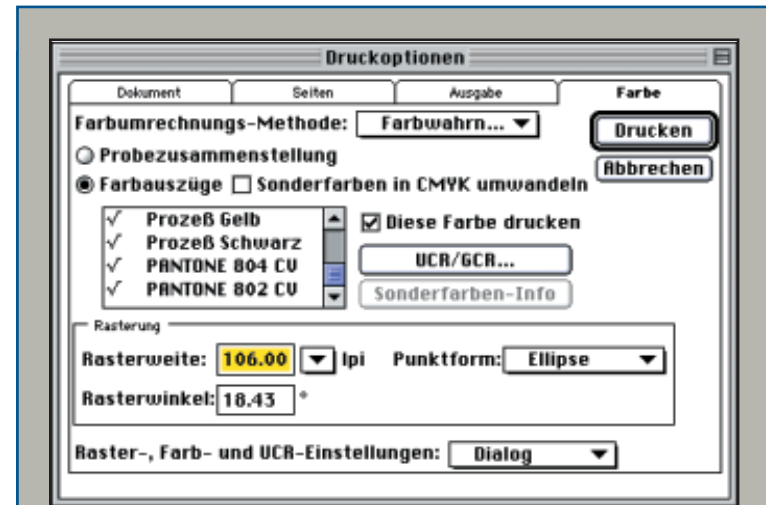 Druckoptionen
Dokument Seiten Ausgabe Farbe
Farbumrechnungs-Methode: Farbwahrn...
Drucken
Probezusammenstellung
Abbrechen
Farbauszüge Sonderfarben in CMYK umwandeln
Prozeß Gelb
Diese Farbe drucken
Prozeß Schwarz
PANTONE 804 CV
UCR/GCR...
PANTONE 802 CV
Sonderfarben-Info
Rasterung
Rasterweite: 106.00 lpi Punktform: Ellipse
Rasterwinkel: 18.43 °
Raster-, Farb- und UCR-Einstellungen: Dialog